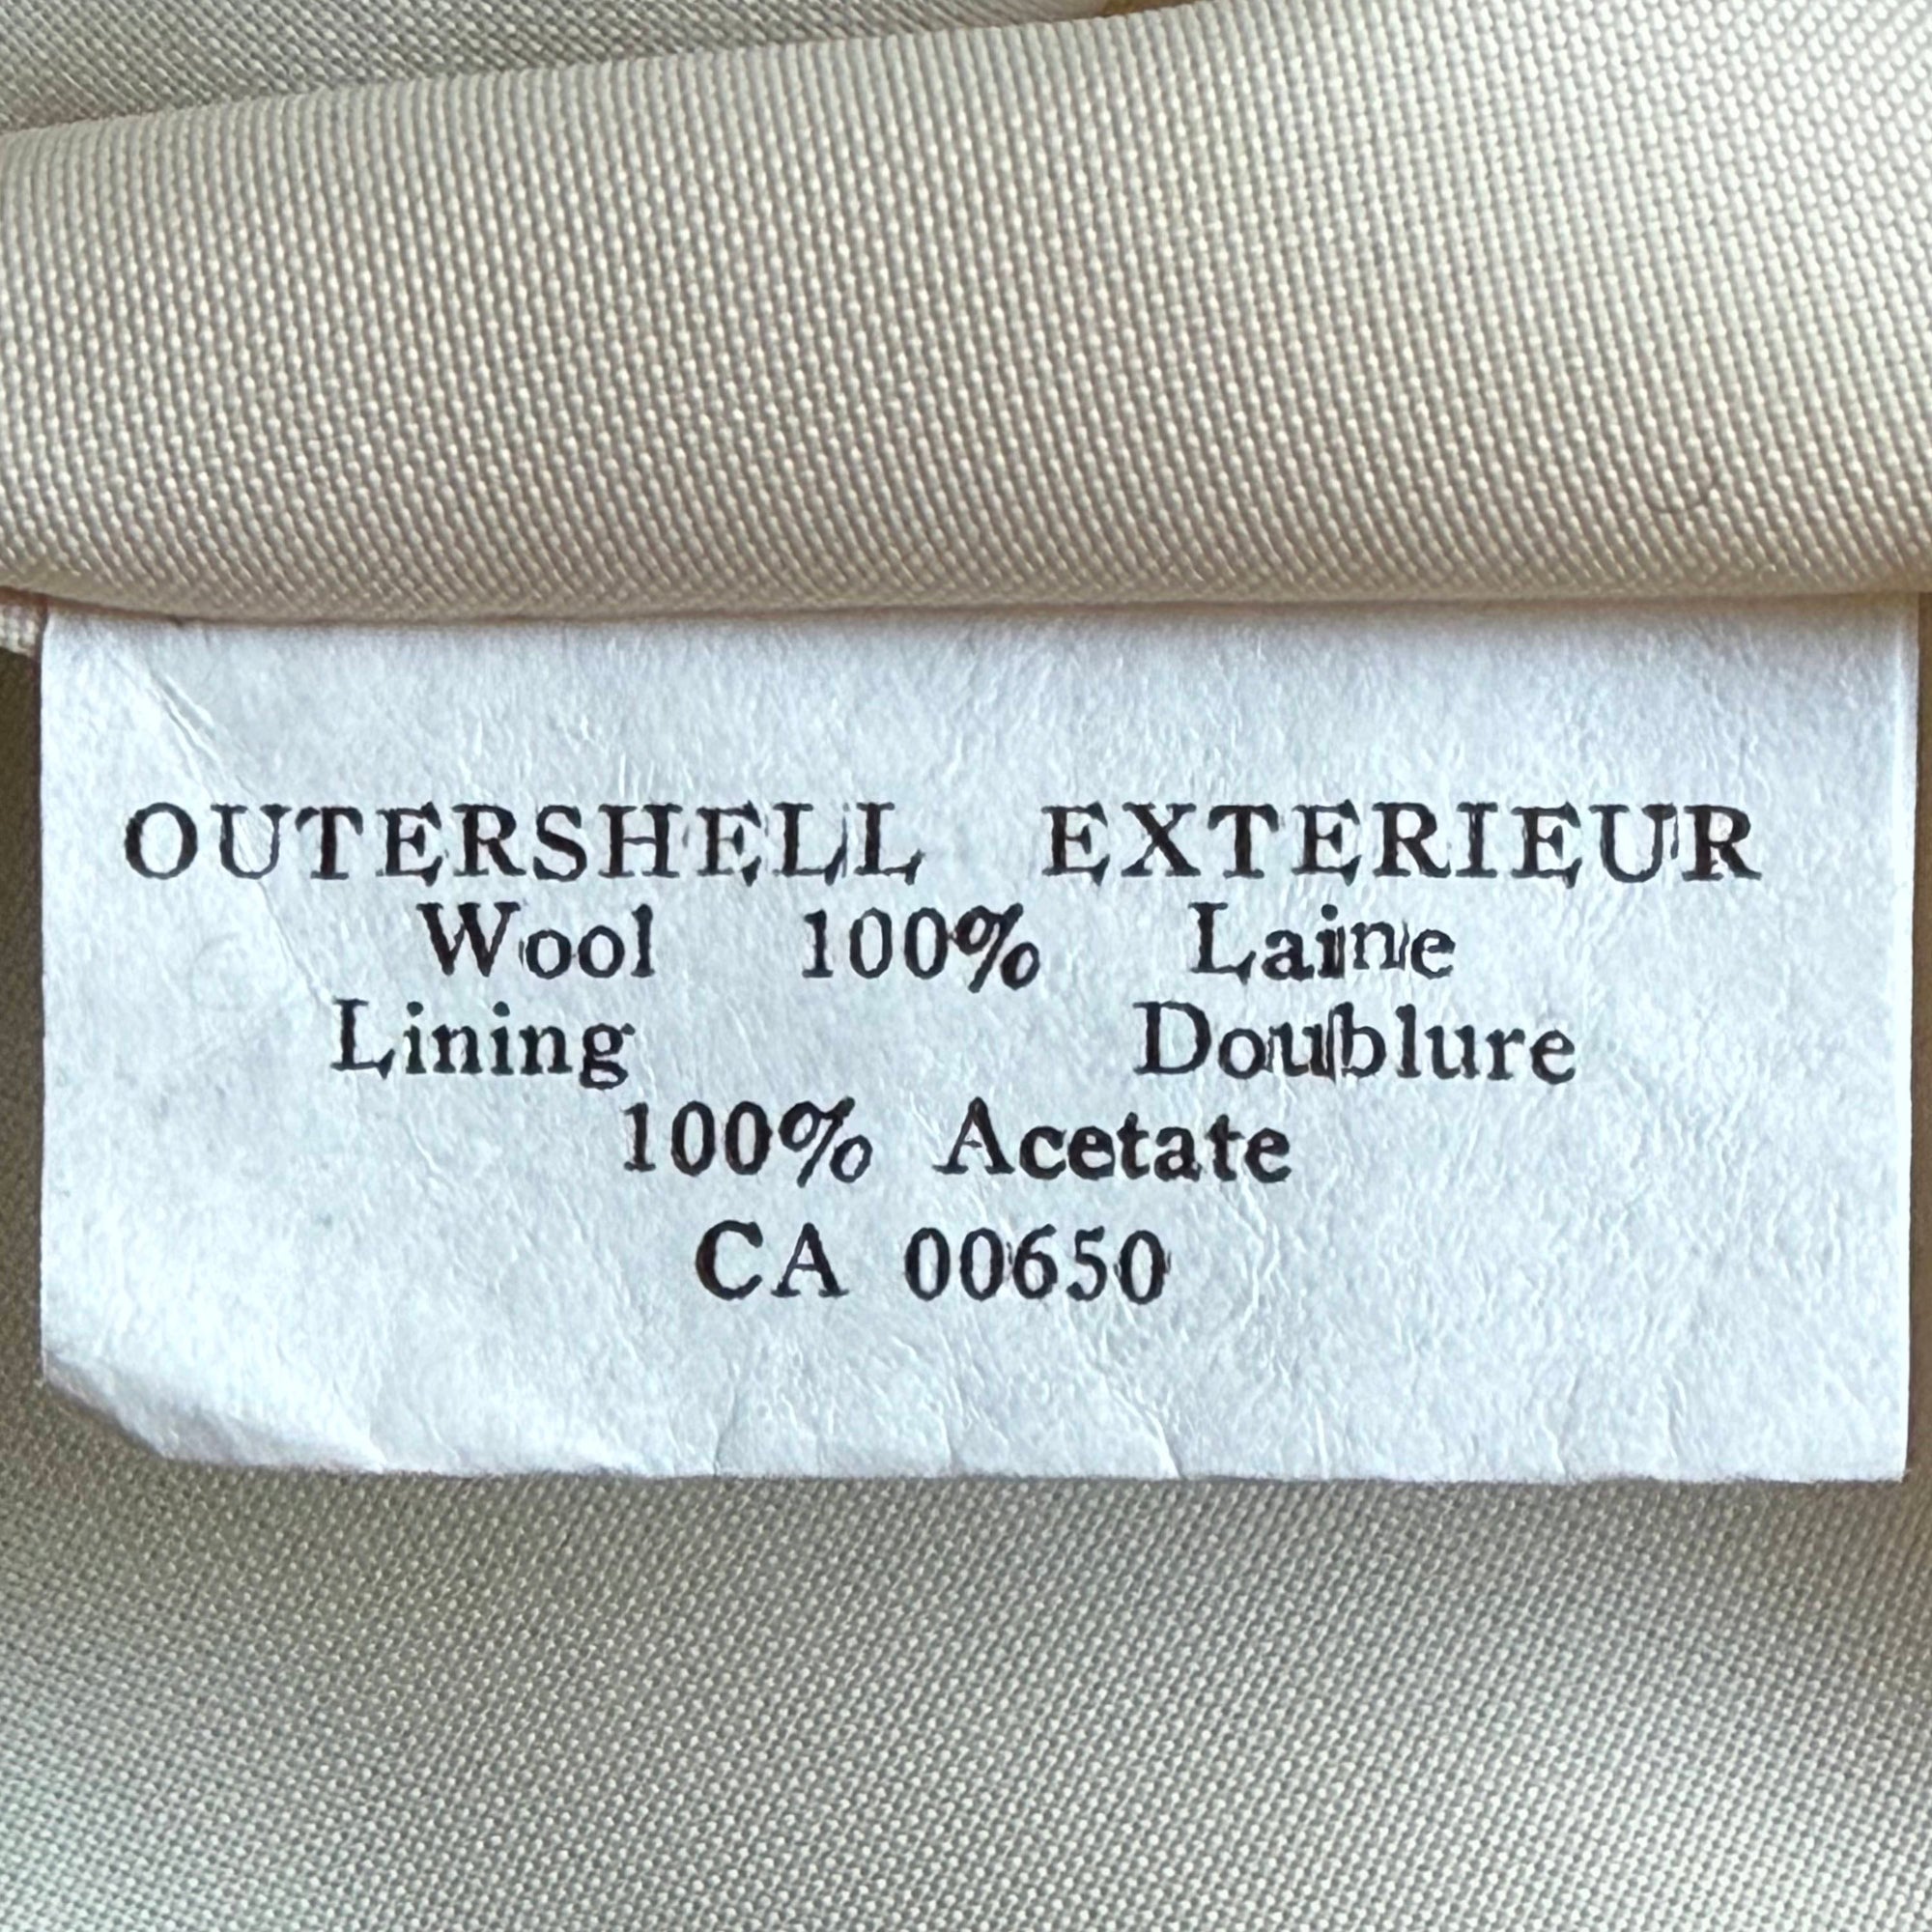 OUTERSHELL EXTERIEUR
Wool 100% Laine
Lining Doublure
100% Acetate
CA 00650